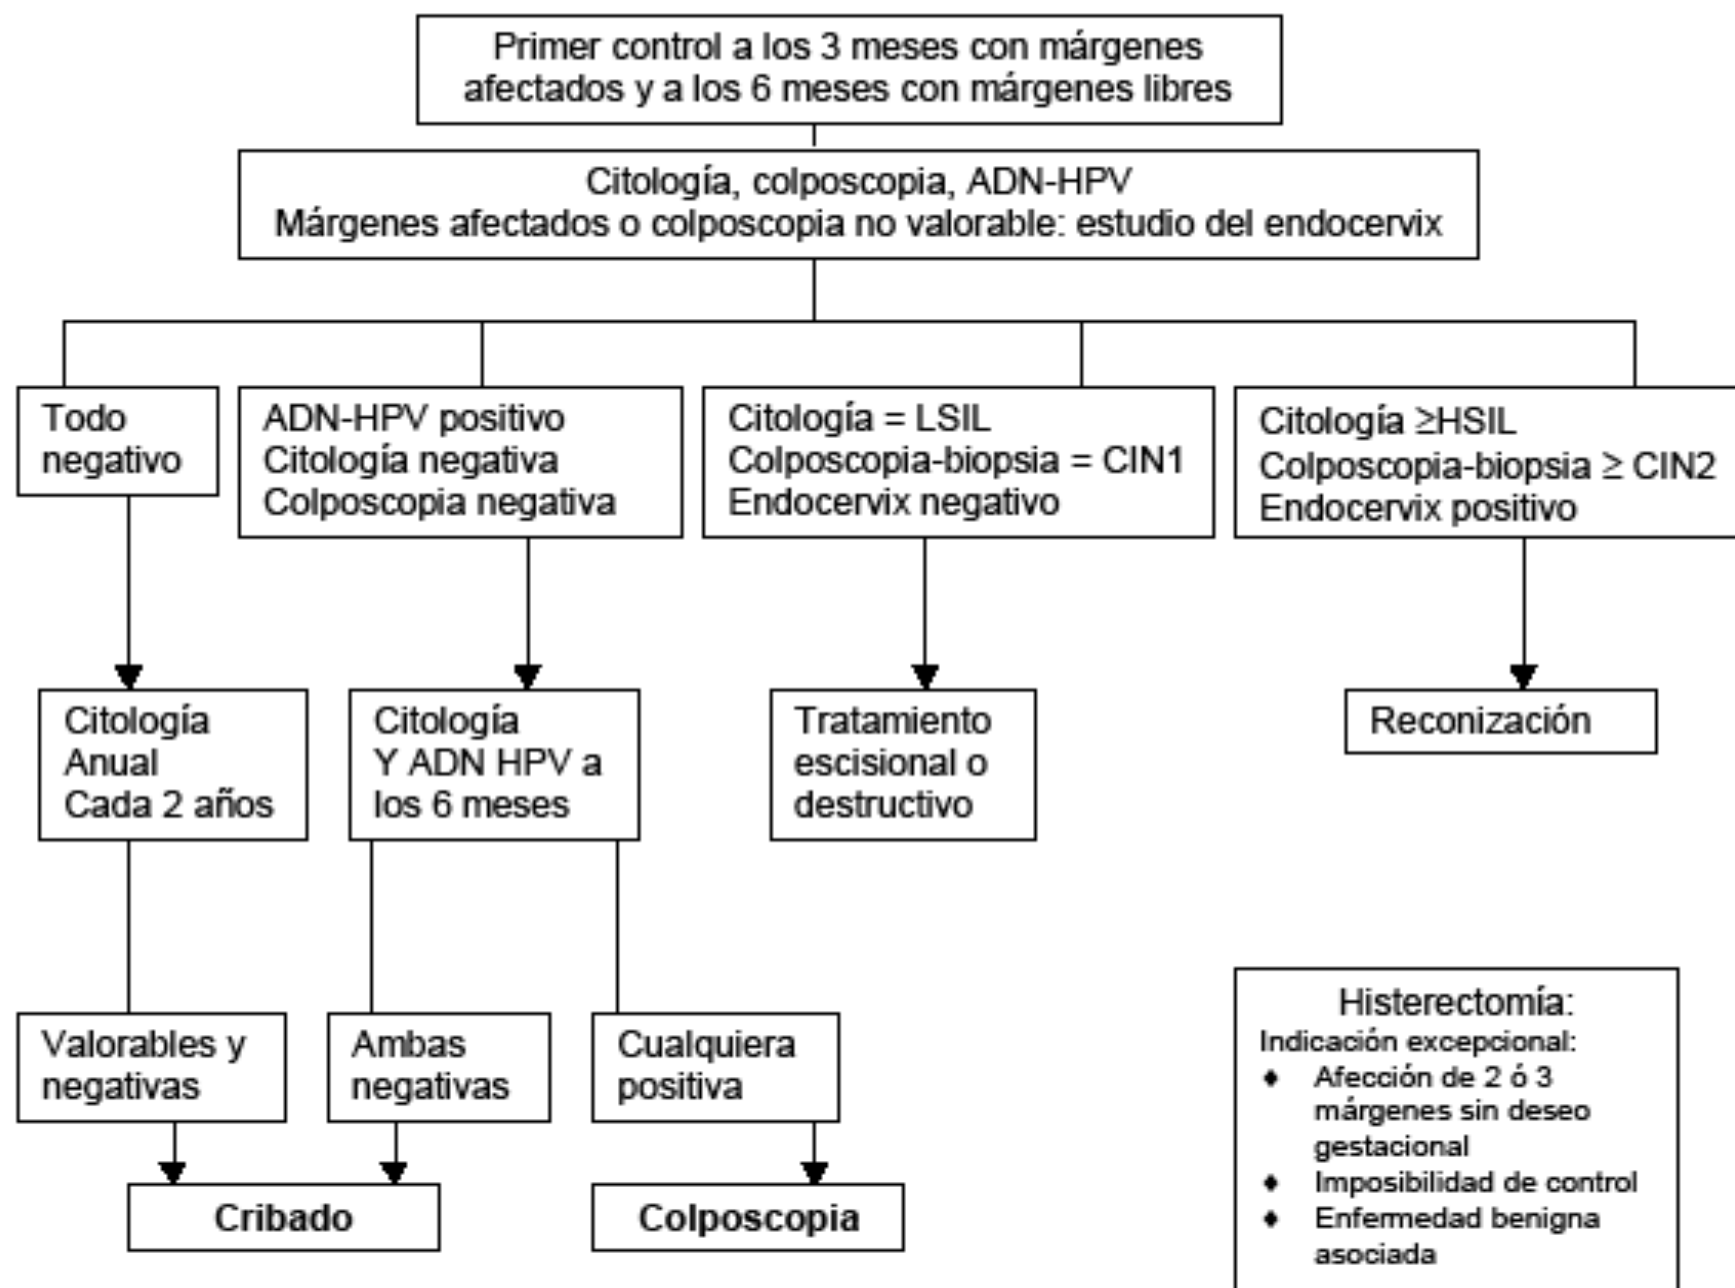 Primer control a los 3 meses con márgenes
afectados y a los 6 meses con márgenes libres
Citología, colposcopia, ADN-HPV
Márgenes afectados o colposcopia no valorable: estudio del endocervix
Todo
negativo
ADN-HPV positivo
Citología negativa
Colposcopia negativa
Citología = LSIL
Colposcopia-biopsia = CIN1
Endocervix negativo
Citología ≥HSIL
Colposcopia-biopsia ≥ CIN2
Endocervix positivo
Citología
Anual
Cada 2 años
Citología
Y ADN HPV a
los 6 meses
Tratamiento
escisional o
destructivo
Reconización
Valorables y
negativas
Ambas
negativas
Cualquiera
positiva
Cribado
Colposcopia
Histerectomía:
Indicación excepcional:
♦ Afección de 2 ó 3
márgenes sin deseo
gestacional
♦ Imposibilidad de control
♦ Enfermedad benigna
asociada